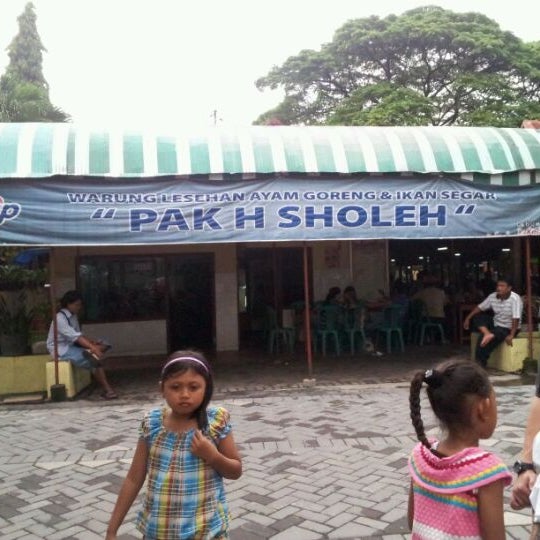 WARUNG LESEHAN AYAM GORENG & IKAN SEGAR
" PAK H SHOLEH "